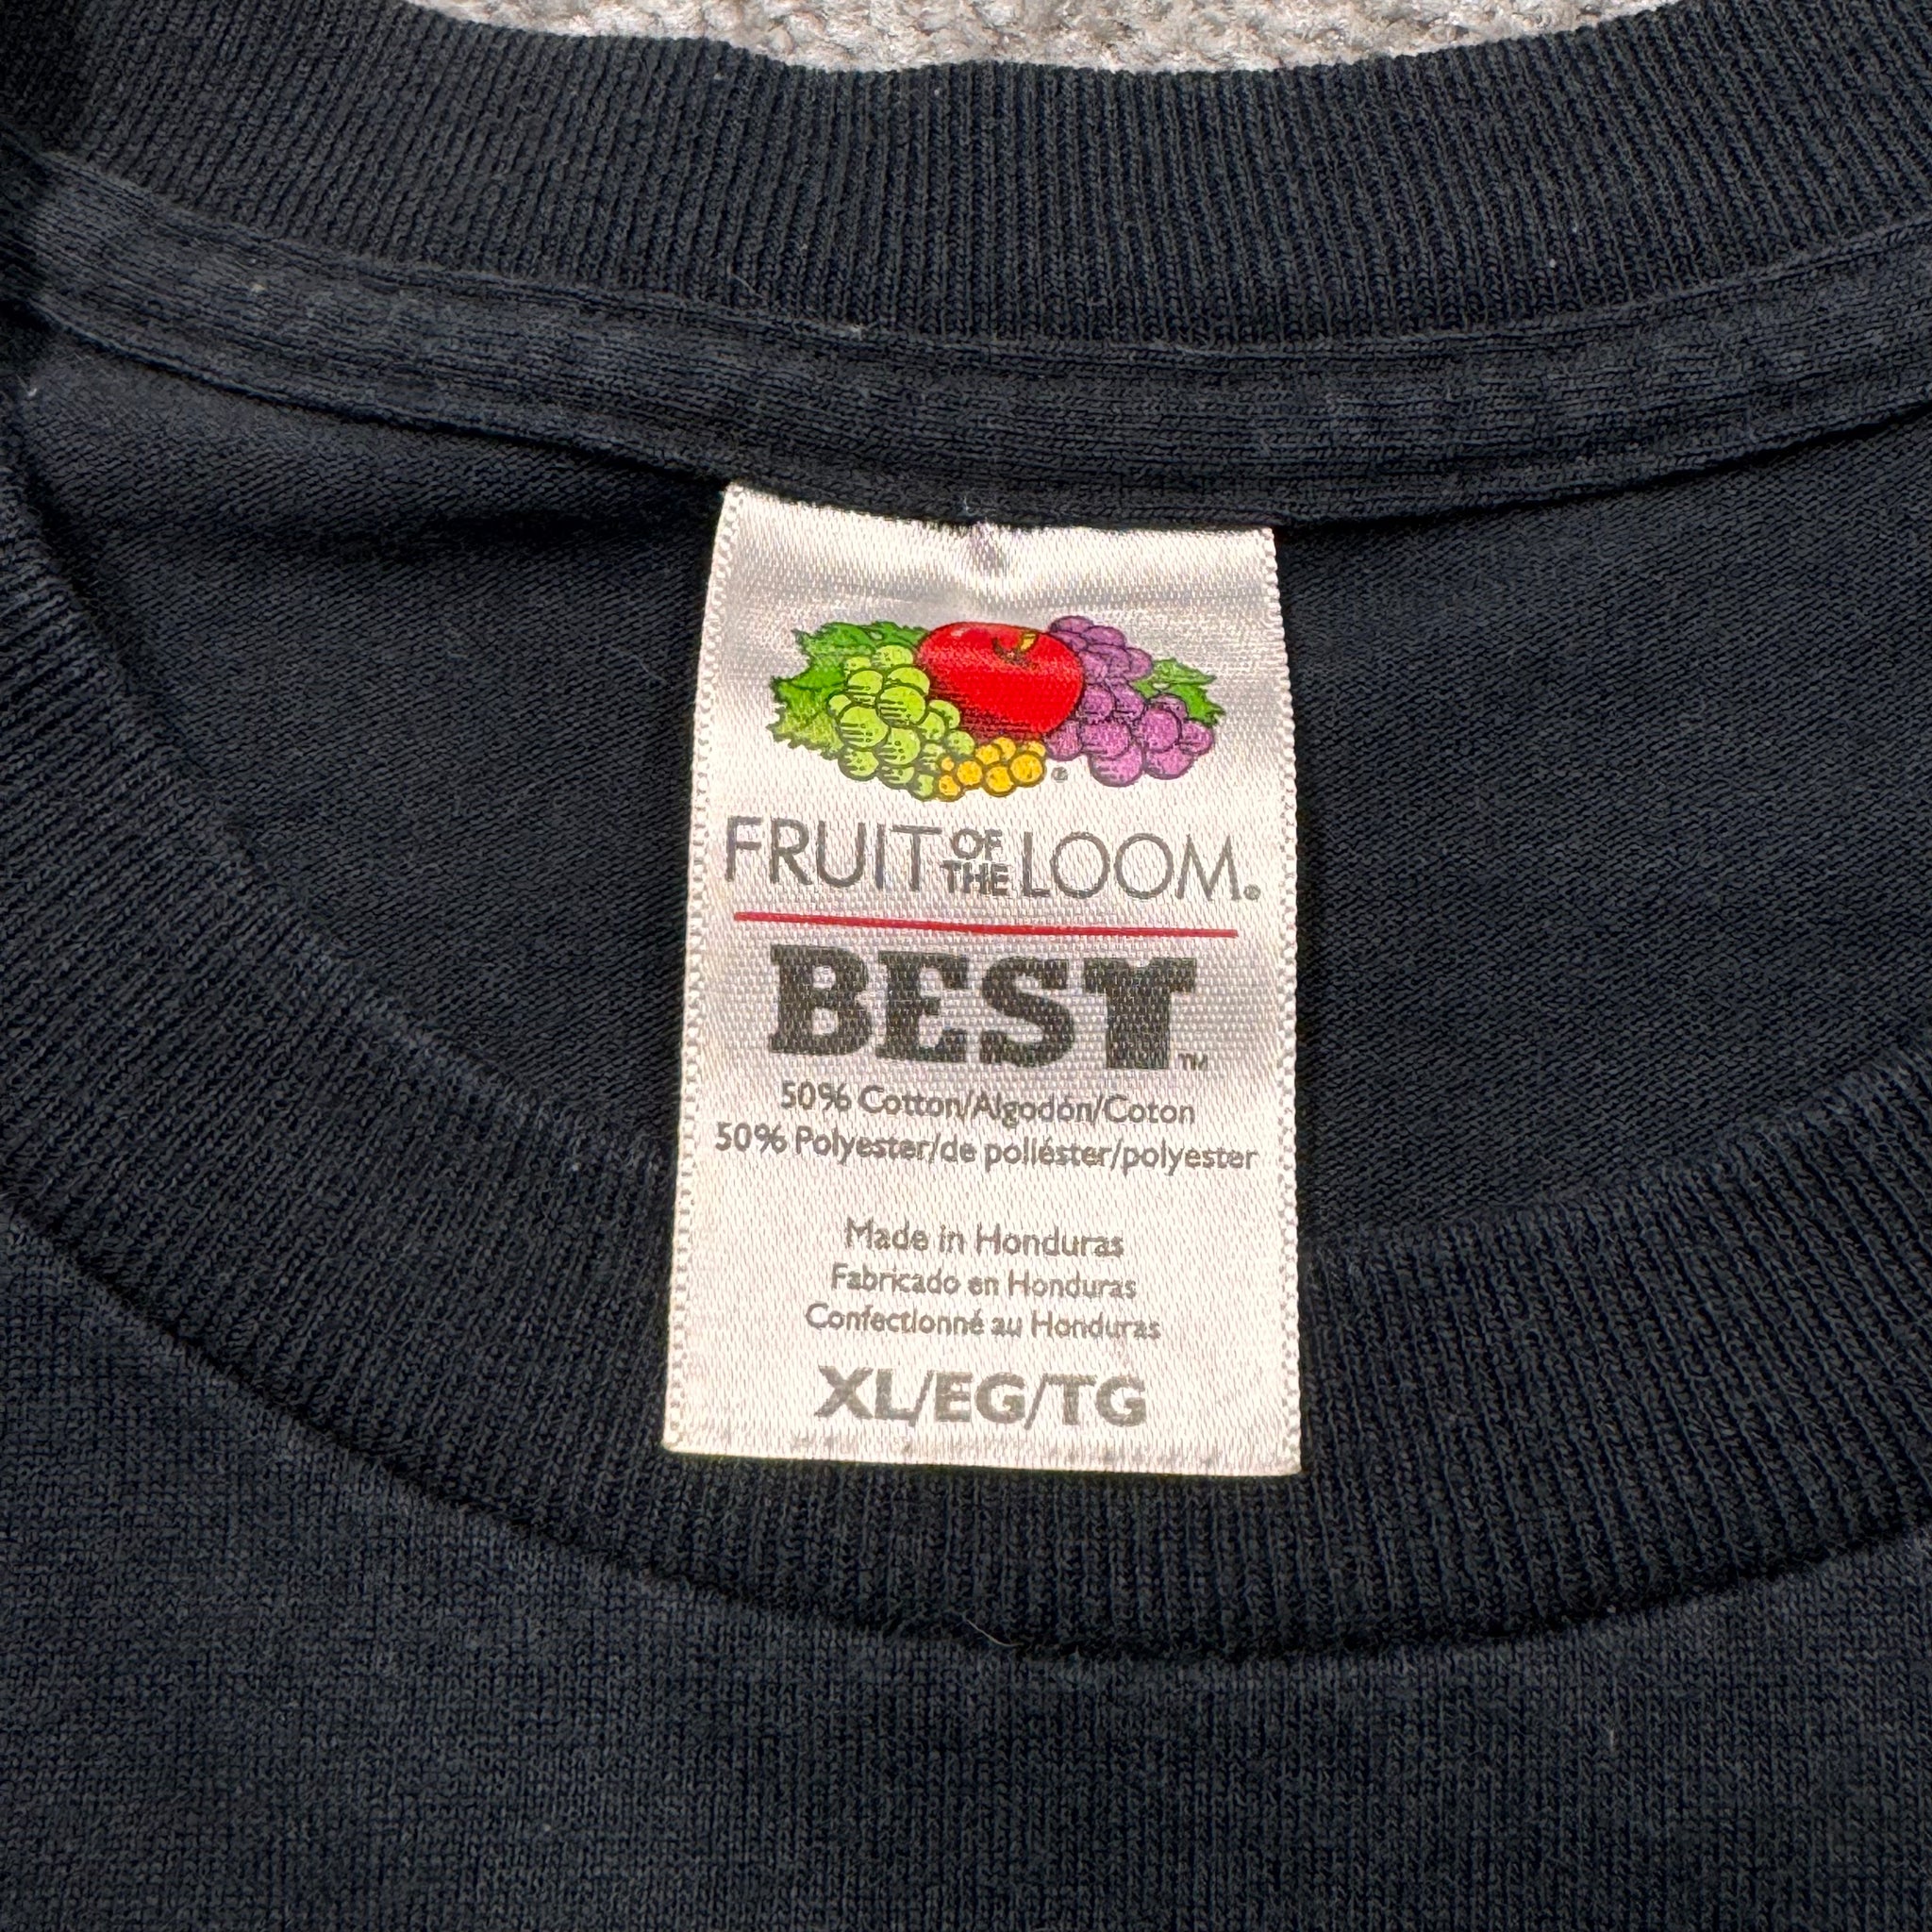 FRUIT OF THE LOOM®
BEST™
50% Cotton/Algodón/Coton
50% Polyester/de poliéster/polyester
Made in Honduras
Fabricado en Honduras
Confectionné au Honduras
XL/EG/TG